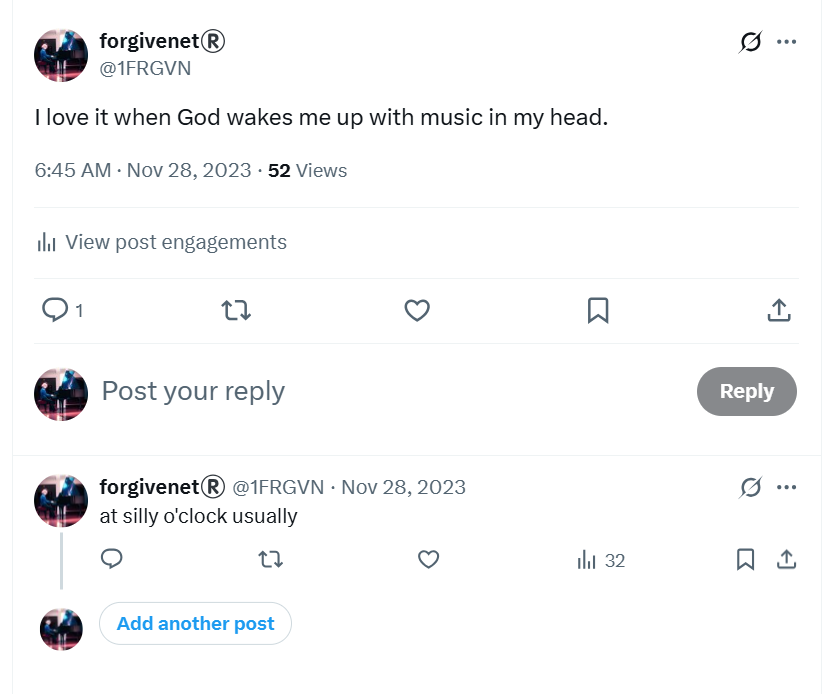 forgivenet®
@1FRGVN
I love it when God wakes me up with music in my head.
6:45 AM · Nov 28, 2023 · 52 Views
View post engagements
1
Post your reply
Reply
forgivenet® @1FRGVN · Nov 28, 2023
at silly o'clock usually
32
Add another post